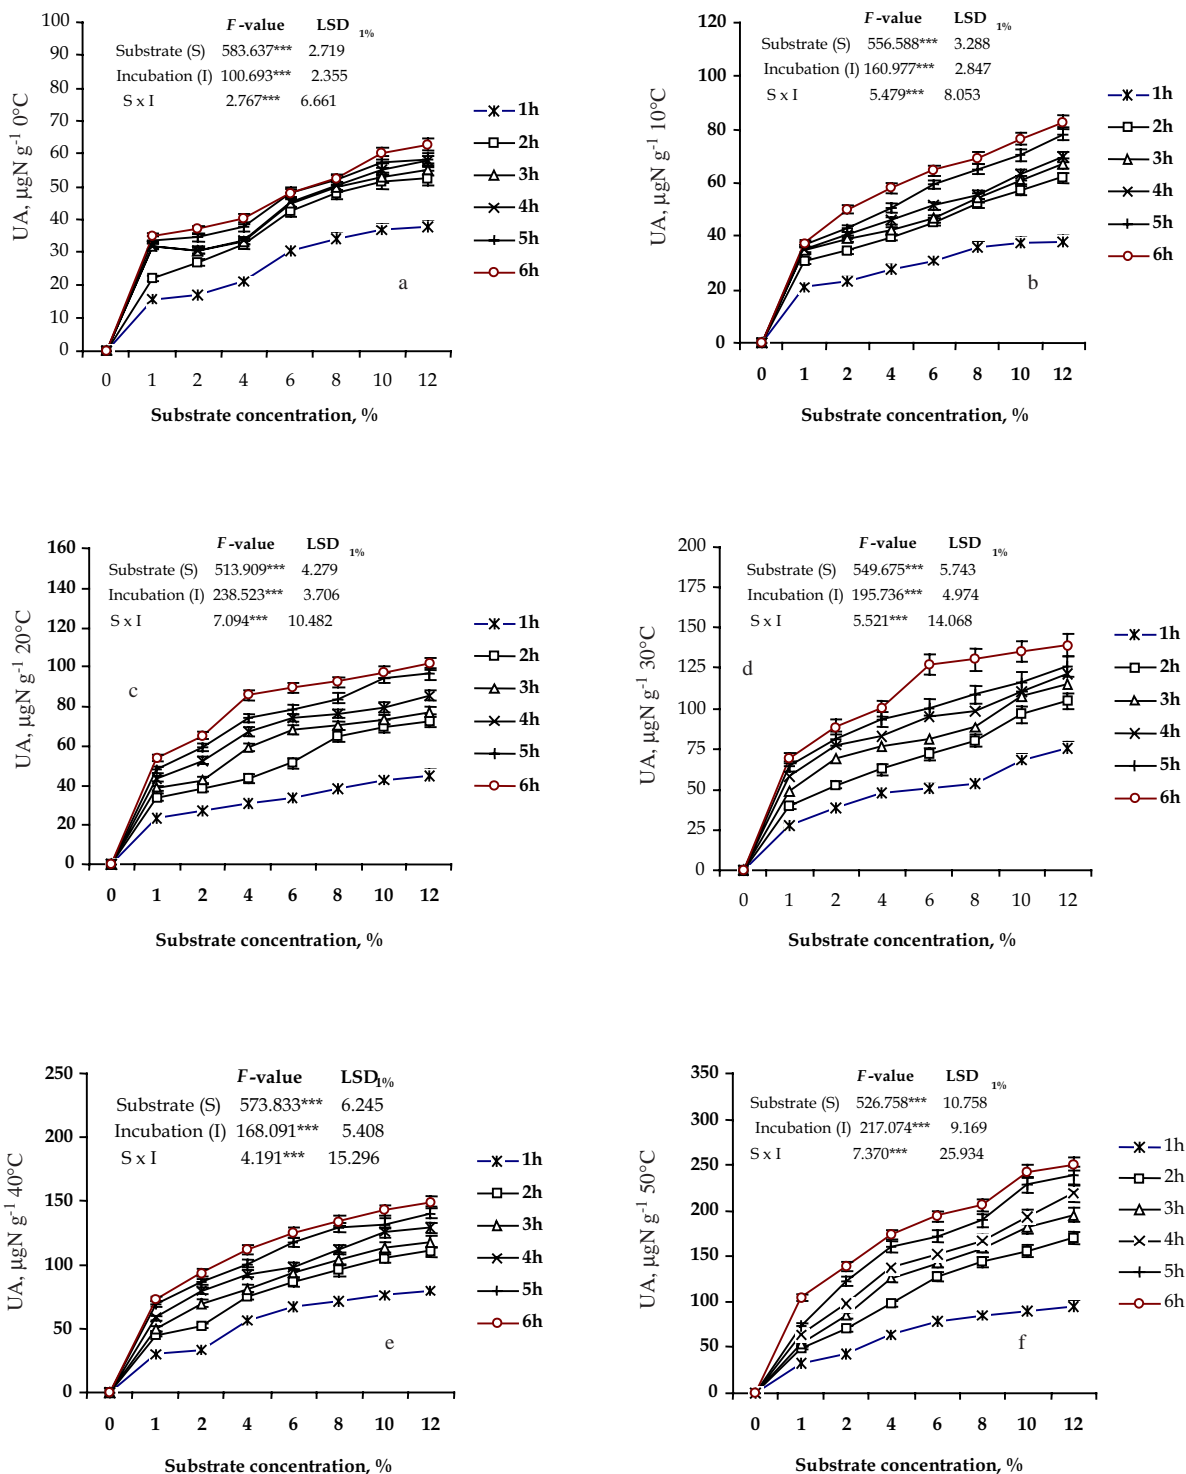 F-value LSD 1%
Substrate (S) 583.637*** 2.719
Incubation (I) 100.693*** 2.355
S x I 2.767*** 6.661
UA, µgN g-1 0°C
100
90
80
70
60
50
40
30
20
10
0
0 1 2 4 6 8 10 12
Substrate concentration, %
a
1h
2h
3h
4h
5h
6h
F-value LSD 1%
Substrate (S) 556.588*** 3.288
Incubation (I) 160.977*** 2.847
S x I 5.479*** 8.053
UA, µgN g-1 10°C
120
100
80
60
40
20
0
0 1 2 4 6 8 10 12
Substrate concentration, %
b
1h
2h
3h
4h
5h
6h
F-value LSD 1%
Substrate (S) 513.909*** 4.279
Incubation (I) 238.523*** 3.706
S x I 7.094*** 10.482
UA, µgN g-1 20°C
160
140
120
100
80
60
40
20
0
0 1 2 4 6 8 10 12
Substrate concentration, %
c
1h
2h
3h
4h
5h
6h
F-value LSD 1%
Substrate (S) 549.675*** 5.743
Incubation (I) 195.736*** 4.974
S x I 5.521*** 14.068
UA, µgN g-1 30°C
200
175
150
125
100
75
50
25
0
0 1 2 4 6 8 10 12
Substrate concentration, %
d
1h
2h
3h
4h
5h
6h
F-value LSD1%
Substrate (S) 573.833*** 6.245
Incubation (I) 168.091*** 5.408
S x I 4.191*** 15.296
UA, µgN g-1 40°C
250
200
150
100
50
0
0 1 2 4 6 8 10 12
Substrate concentration, %
e
1h
2h
3h
4h
5h
6h
F-value LSD 1%
Substrate (S) 526.758*** 10.758
Incubation (I) 217.074*** 9.169
S x I 7.370*** 25.934
UA, µgN g-1 50°C
350
300
250
200
150
100
50
0
0 1 2 4 6 8 10 12
Substrate concentration, %
f
1h
2h
3h
4h
5h
6h